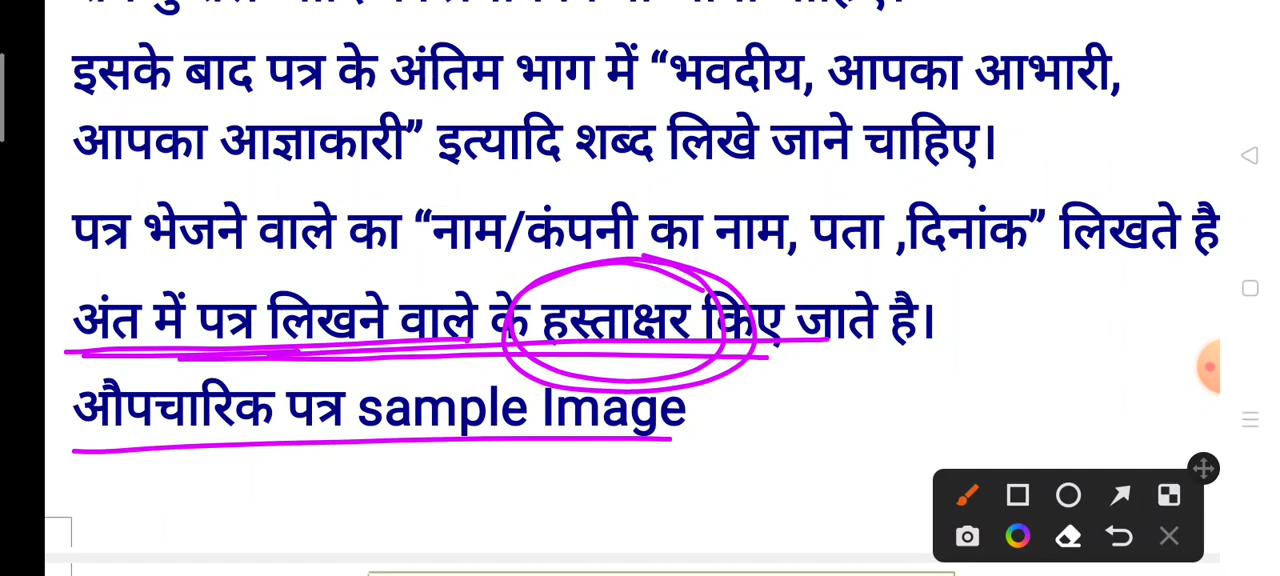 इसके बाद पत्र के अंतिम भाग में “भवदीय, आपका आभारी,
आपका आज्ञाकारी” इत्यादि शब्द लिखे जाने चाहिए।
पत्र भेजने वाले का “नाम/कंपनी का नाम, पता ,दिनांक” लिखते है
अंत में पत्र लिखने वाले के हस्ताक्षर किए जाते है।
औपचारिक पत्र sample Image